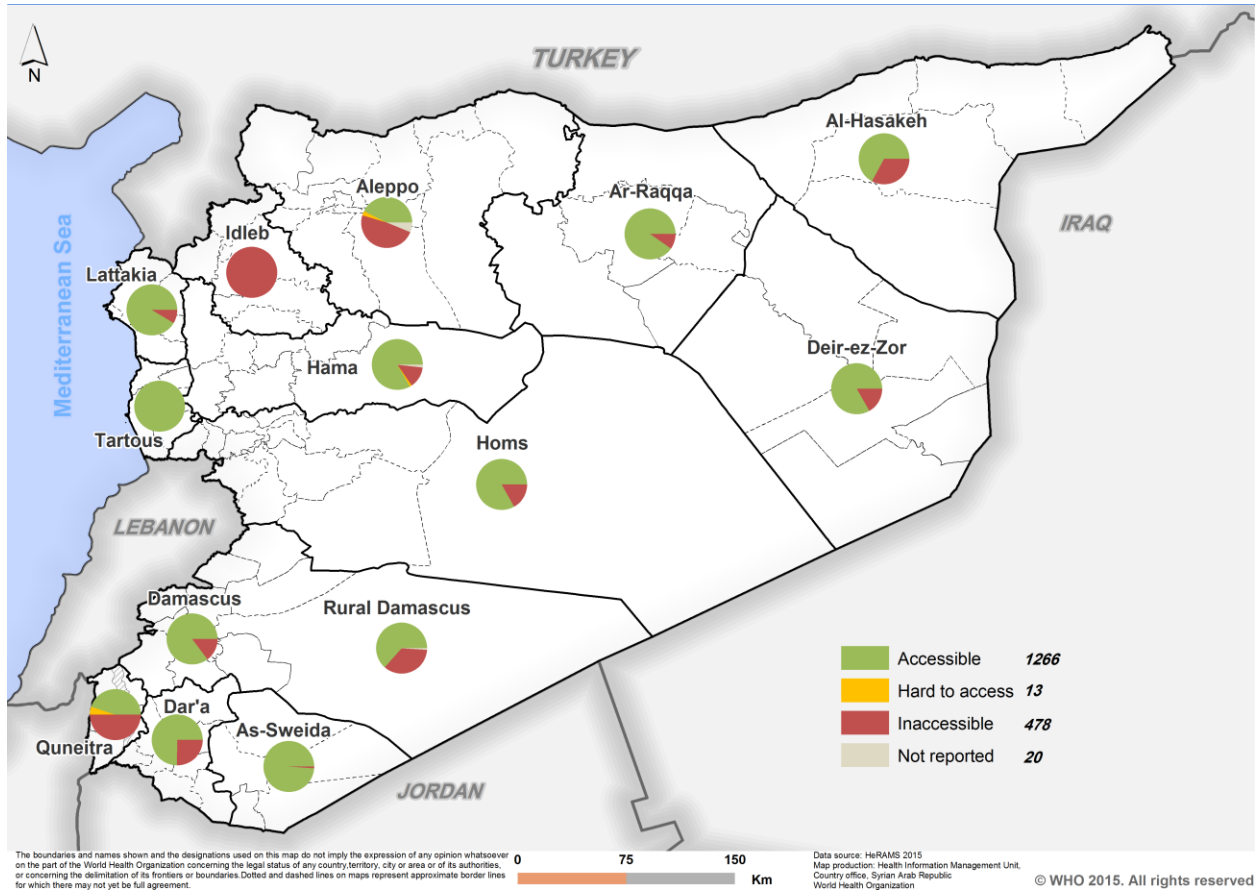 N
TURKEY
Al-Hasakeh
Aleppo
Ar-Raqqa
IRAQ
Idleb
Mediterranean Sea
Lattakia
Deir-ez-Zor
Hama
Tartous
Homs
LEBANON
Damascus
Rural Damascus
Dar'a
As-Sweida
Quneitra
JORDAN
Accessible 1266
Hard to access 13
Inaccessible 478
Not reported 20
The boundaries and names shown and the designations used on this map do not imply the expression of any opinion whatsoever
on the part of the World Health Organization concerning the legal status of any country,territory, city or area or of its authorities,
or concerning the delimitation of its frontiers or boundaries.Dotted and dashed lines on maps represent approximate border lines
for which there may not yet be full agreement.
0 75 150
Km
Data source: HeRAMS 2015
Map production: Health Information Management Unit,
Country office, Syrian Arab Republic
World Health Organization
© WHO 2015. All rights reserved